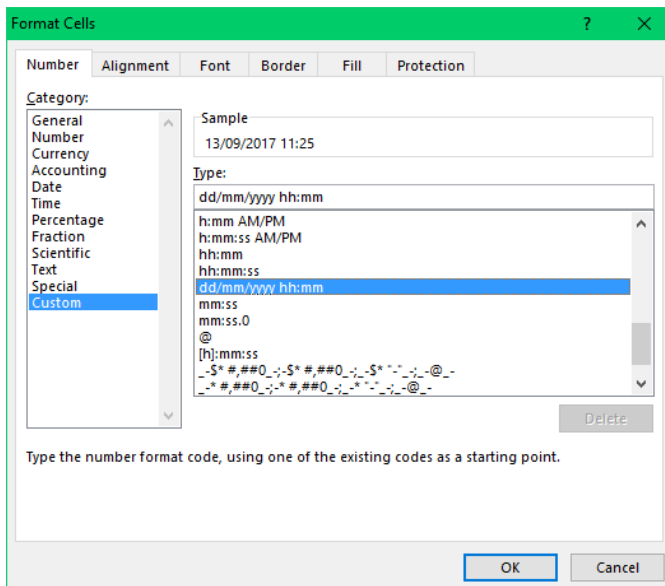 Format Cells ? ×
Number Alignment Font Border Fill Protection
Category:
General
Number
Currency
Accounting
Date
Time
Percentage
Fraction
Scientific
Text
Special
Custom
Sample
13/09/2017 11:25
Type:
dd/mm/yyyy hh:mm
h:mm AM/PM
h:mm:ss AM/PM
hh:mm
hh:mm:ss
dd/mm/yyyy hh:mm
mm:ss
mm:ss.0
@
[h]:mm:ss
_-$* #,##0_-;-$* #,##0_-;_-$* "-"_-;_-@_-
_-* #,##0_-;-* #,##0_-;_-* "-"_-;_-@_-
Delete
Type the number format code, using one of the existing codes as a starting point.
OK Cancel